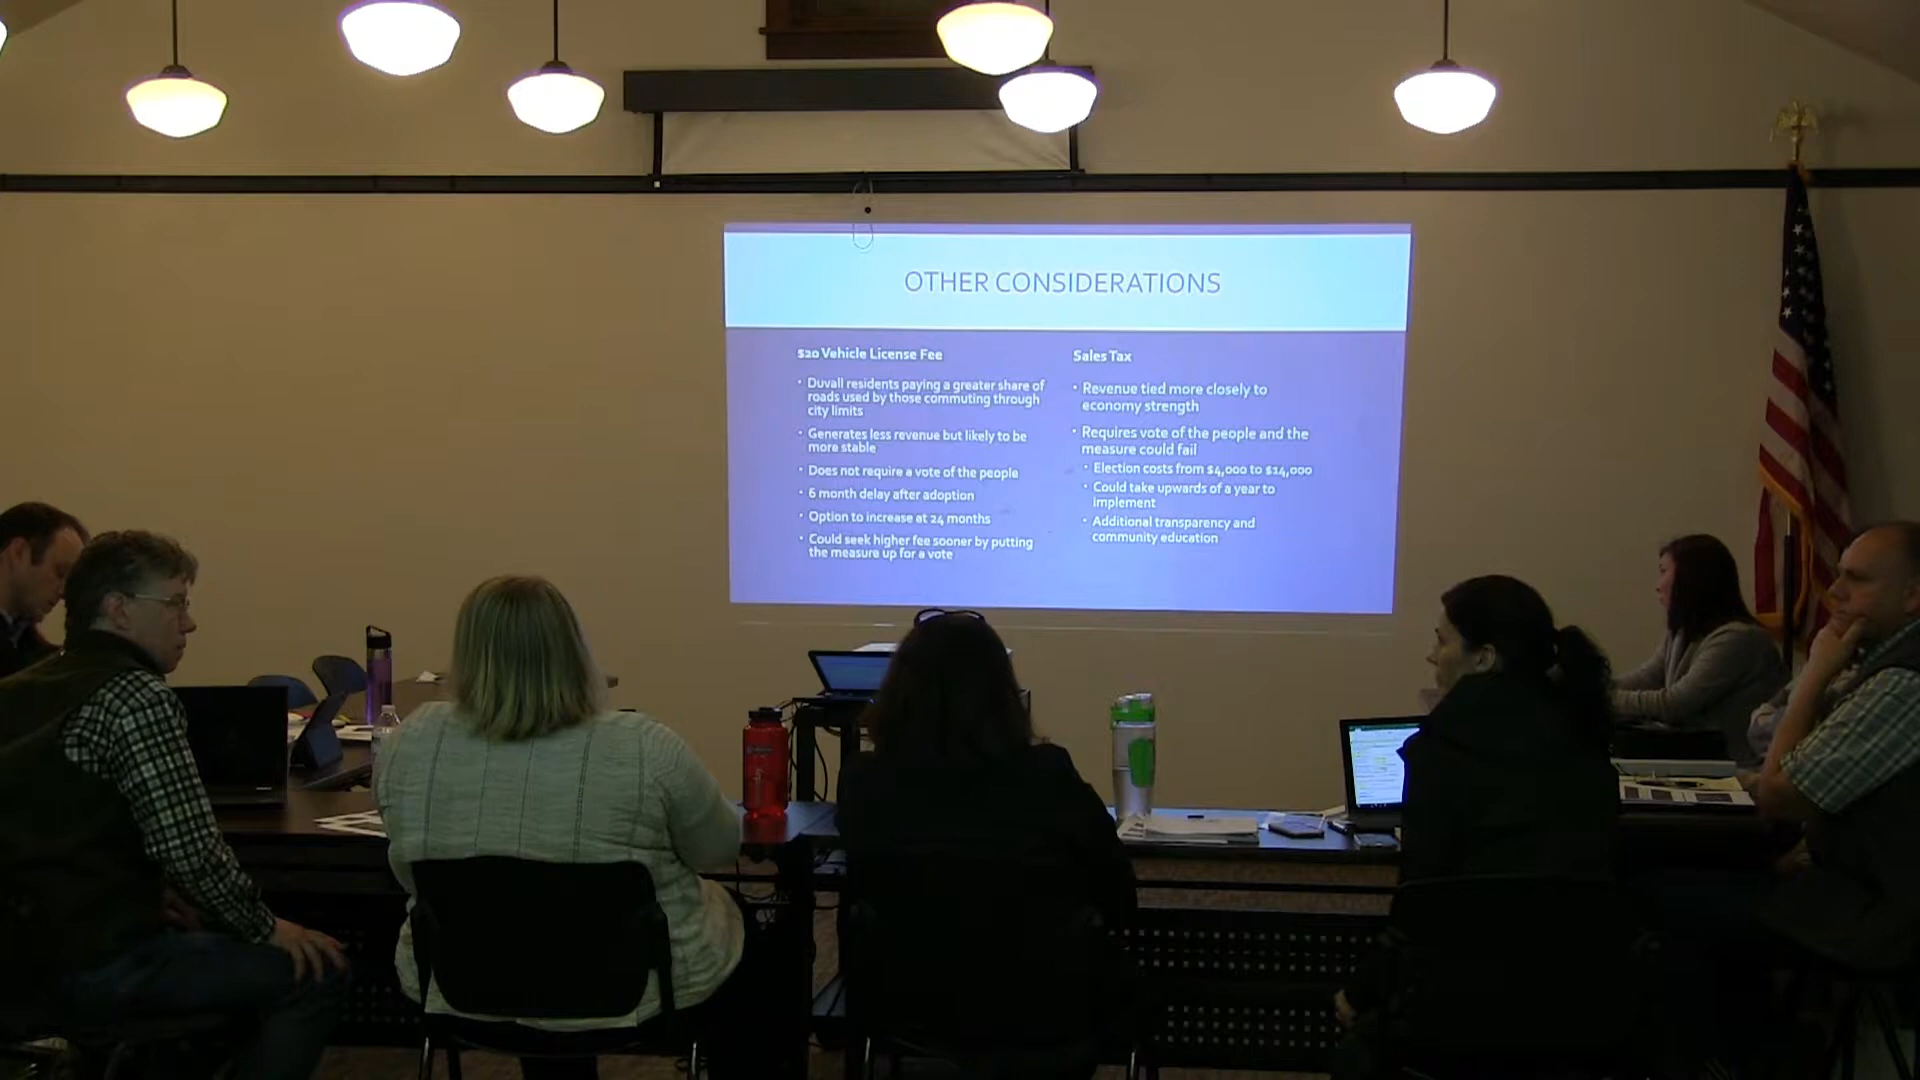 OTHER CONSIDERATIONS
$20 Vehicle License Fee
• Duvall residents paying a greater share of
roads used by those commuting through
city limits
• Generates less revenue but likely to be
more stable
• Does not require a vote of the people
• 6 month delay after adoption
• Option to increase at 24 months
• Could seek higher fee sooner by putting
the measure up for a vote
Sales Tax
• Revenue tied more closely to
economy strength
• Requires vote of the people and the
measure could fail
• Election costs from $4,000 to $14,000
• Could take upwards of a year to
implement
• Additional transparency and
community education